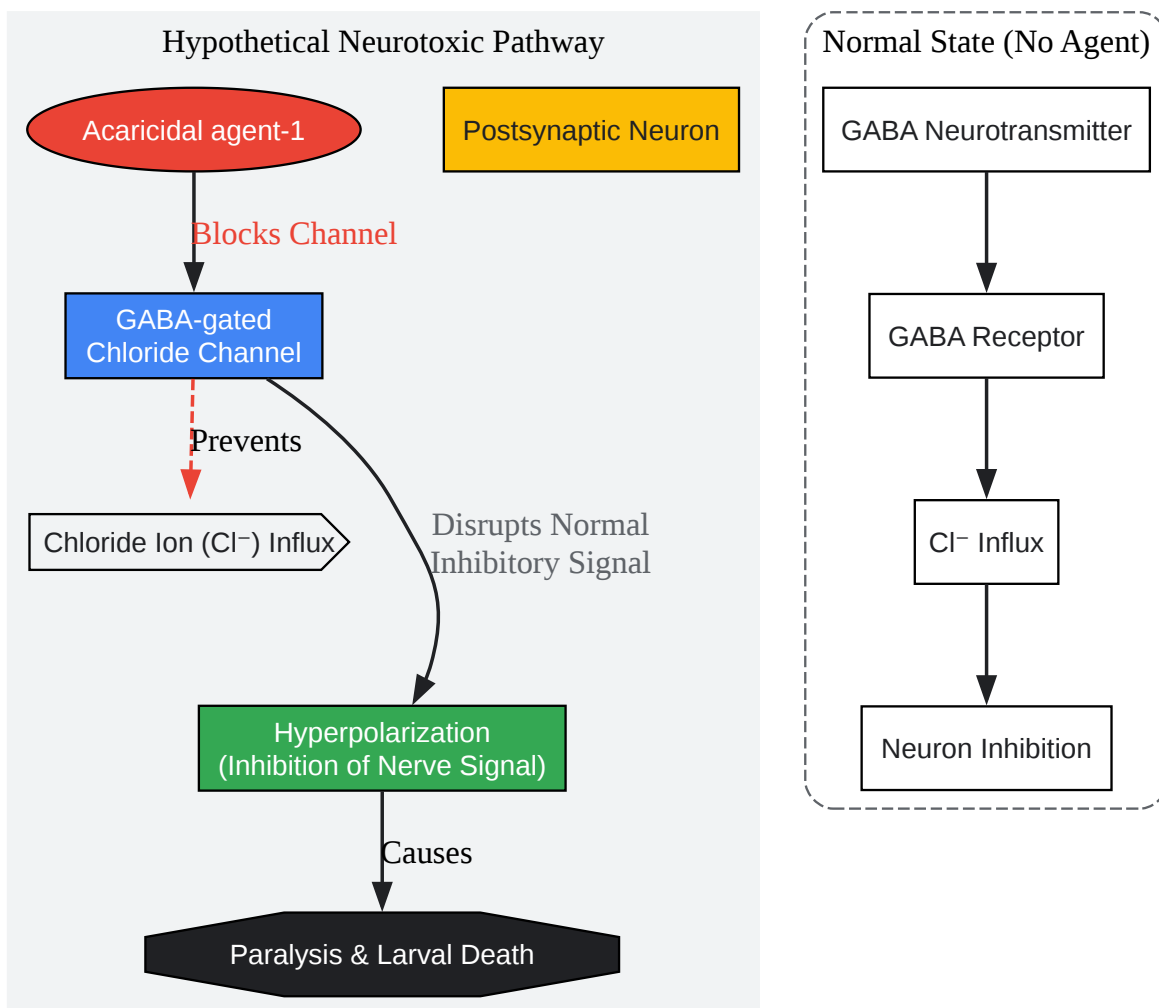 Hypothetical Neurotoxic Pathway
Acaricidal agent-1
Postsynaptic Neuron
Blocks Channel
GABA-gated
Chloride Channel
Prevents
Chloride Ion (Cl⁻) Influx
Disrupts Normal
Inhibitory Signal
Hyperpolarization
(Inhibition of Nerve Signal)
Causes
Paralysis & Larval Death
Normal State (No Agent)
GABA Neurotransmitter
GABA Receptor
Cl⁻ Influx
Neuron Inhibition